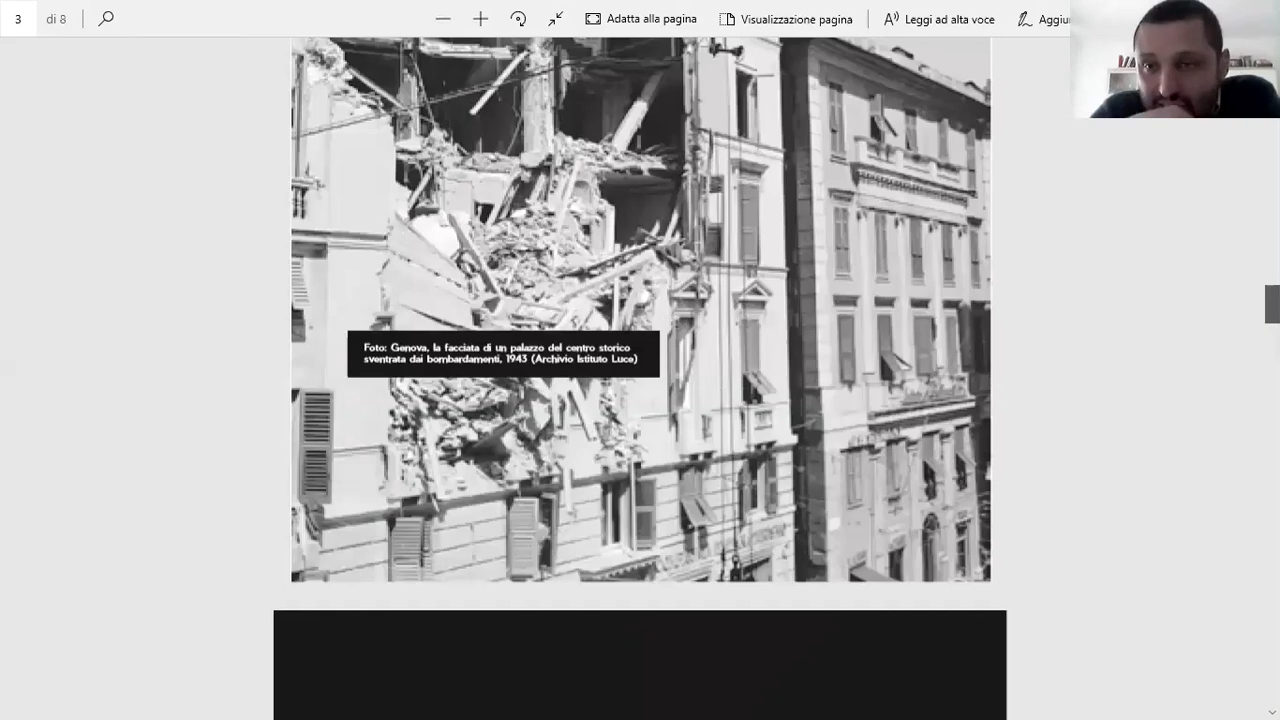 3 di 8 Adatta alla pagina Visualizzazione pagina Leggi ad alta voce Aggiu
Foto: Genova, la facciata di un palazzo del centro storico
sventrata dai bombardamenti, 1943 (Archivio Istituto Luce)